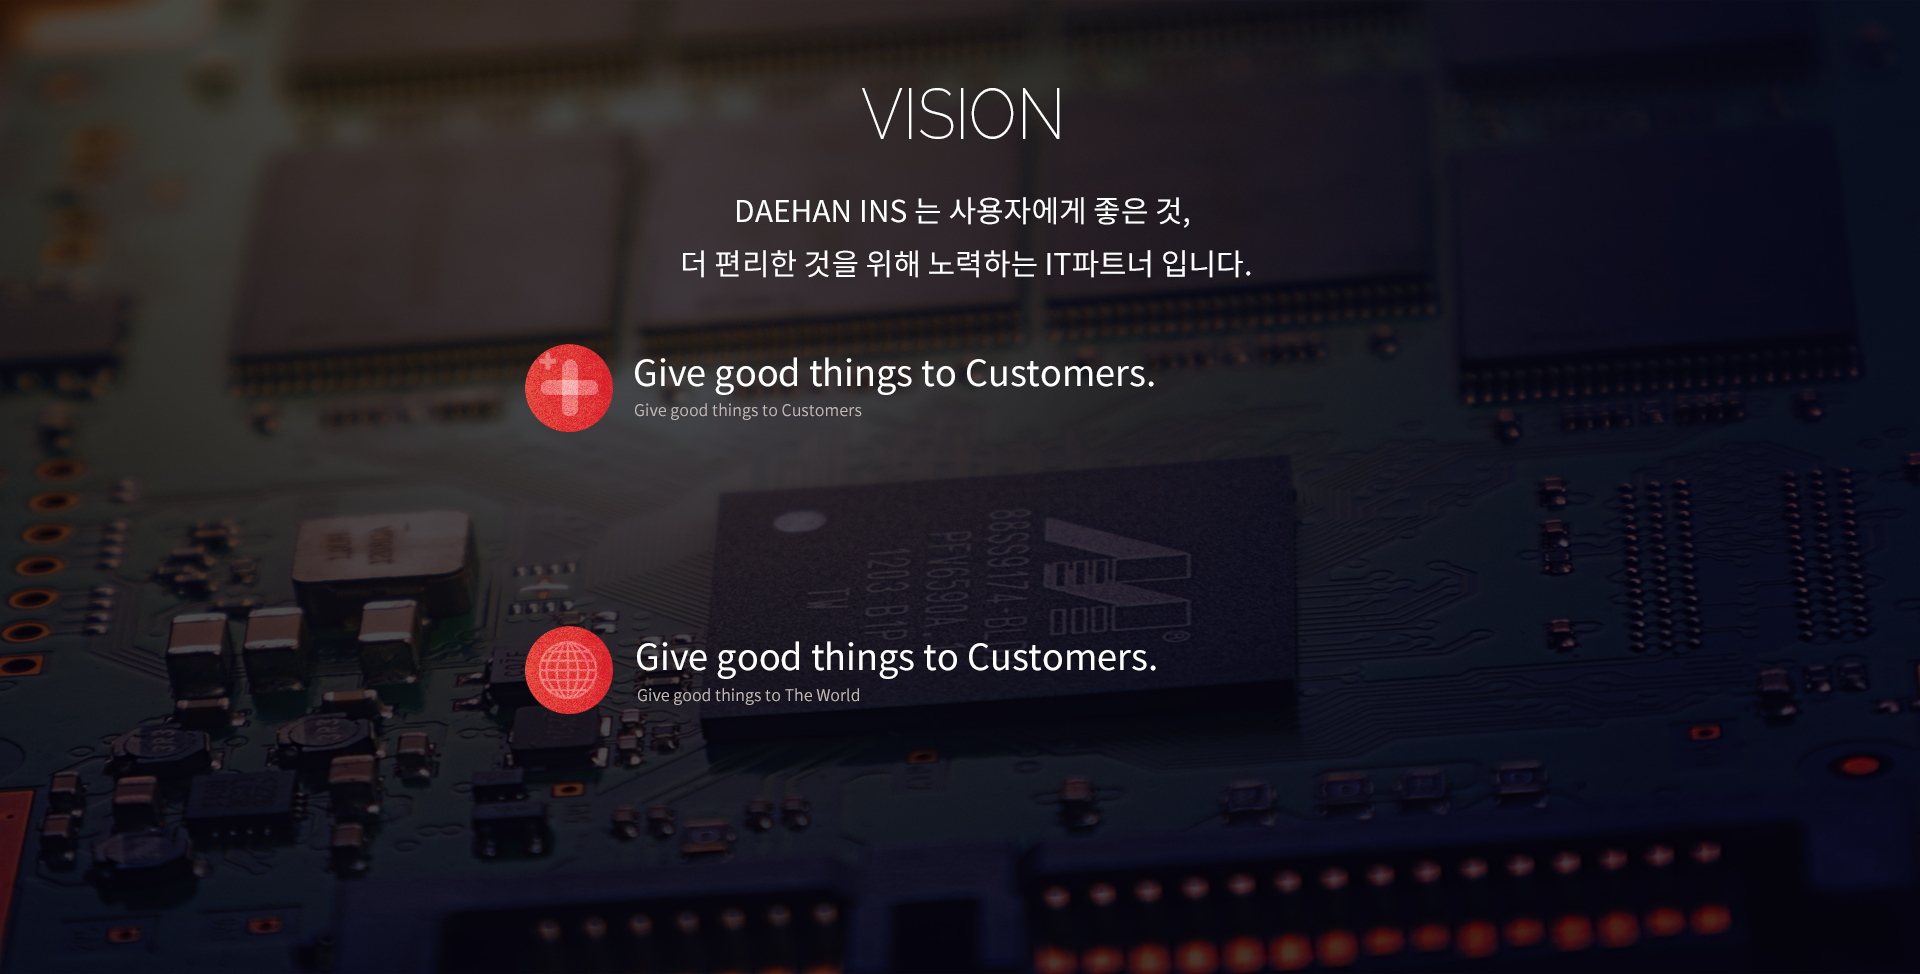 VISION
DAEHAN INS 는 사용자에게 좋은 것,
더 편리한 것을 위해 노력하는 IT파트너 입니다.
Give good things to Customers.
Give good things to Customers
88SS9174-B
PFV6590A
1203 B1P
TW
Give good things to Customers.
Give good things to The World